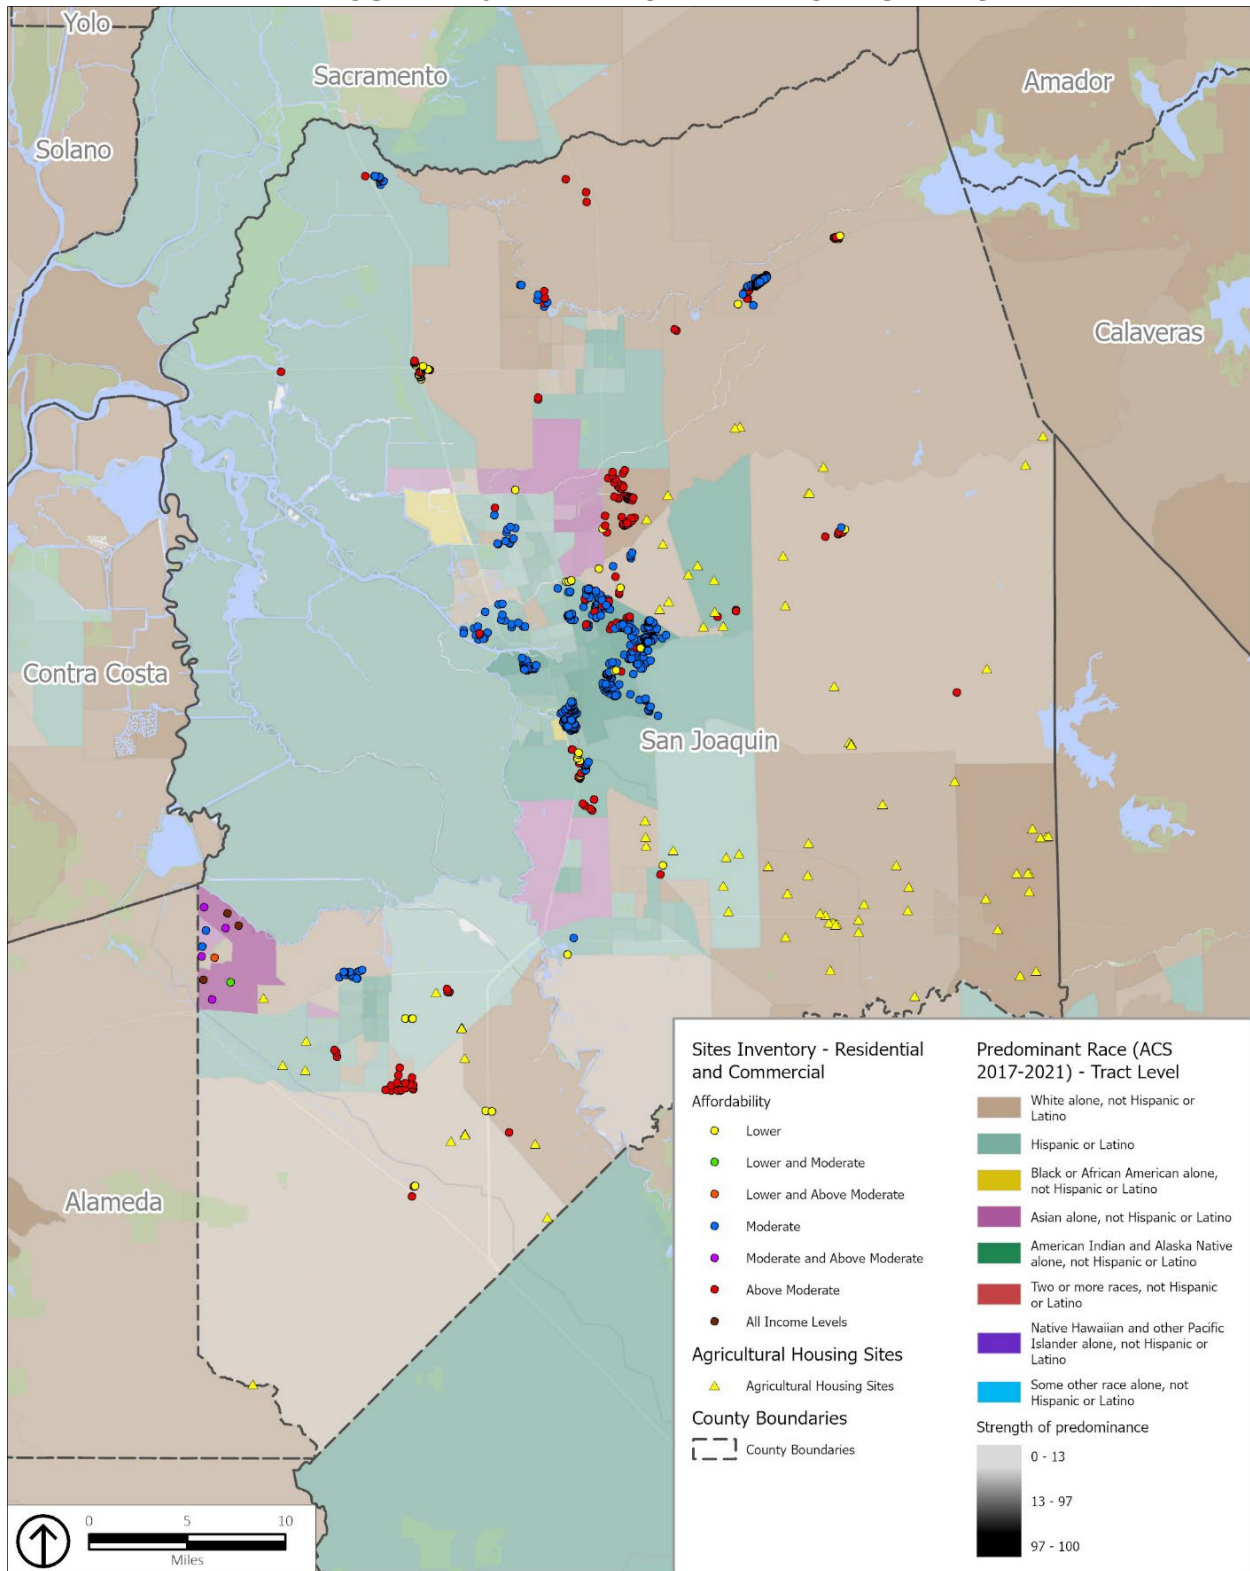 Yolo
Sacramento
Amador
Solano
Calaveras
Contra Costa
San Joaquin
Alameda
Sites Inventory - Residential
and Commercial
Affordability
Lower
Lower and Moderate
Lower and Above Moderate
Moderate
Moderate and Above Moderate
Above Moderate
All Income Levels
Agricultural Housing Sites
Agricultural Housing Sites
County Boundaries
County Boundaries
Predominant Race (ACS
2017-2021) - Tract Level
White alone, not Hispanic or
Latino
Hispanic or Latino
Black or African American alone,
not Hispanic or Latino
Asian alone, not Hispanic or Latino
American Indian and Alaska Native
alone, not Hispanic or Latino
Two or more races, not Hispanic
or Latino
Native Hawaiian and other Pacific
Islander alone, not Hispanic or
Latino
Some other race alone, not
Hispanic or Latino
Strength of predominance
0 - 13
13 - 97
97 - 100
0 5 10
Miles